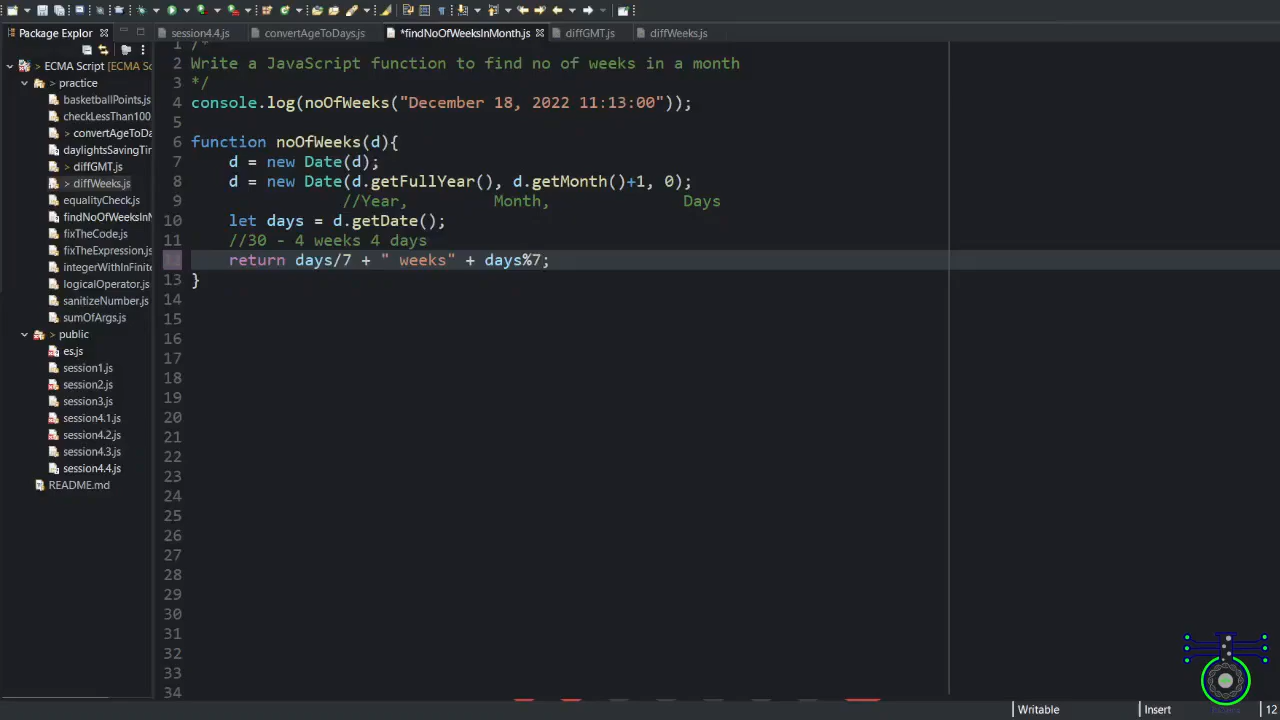 Package Explor
session4.4.js
convertAgeToDays.js
*findNoOfWeeksInMonth.js
diffGMT.js
diffWeeks.js
ECMA Script [ECMA Sc
> practice
basketballPoints.js
checkLessThan100
> convertAgeToDa
daylightsSavingTin
> diffGMT.js
> diffWeeks.js
equalityCheck.js
findNoOfWeeksInM
fixTheCode.js
fixTheExpression.js
integerWithInFinite
logicalOperator.js
sanitizeNumber.js
sumOfArgs.js
> public
es.js
session1.js
session2.js
session3.js
session4.1.js
session4.2.js
session4.3.js
session4.4.js
README.md
1 /*
2 Write a JavaScript function to find no of weeks in a month
3 */
4 console.log(noOfWeeks("December 18, 2022 11:13:00"));
5
6 function noOfWeeks(d){
7 d = new Date(d);
8 d = new Date(d.getFullYear(), d.getMonth()+1, 0);
9 //Year, Month, Days
10 let days = d.getDate();
11 //30 - 4 weeks 4 days
12 return days/7 + " weeks" + days%7;
13 }
14
15
16
17
18
19
20
21
22
23
24
25
26
27
28
29
30
31
32
33
34
Writable
Insert
12